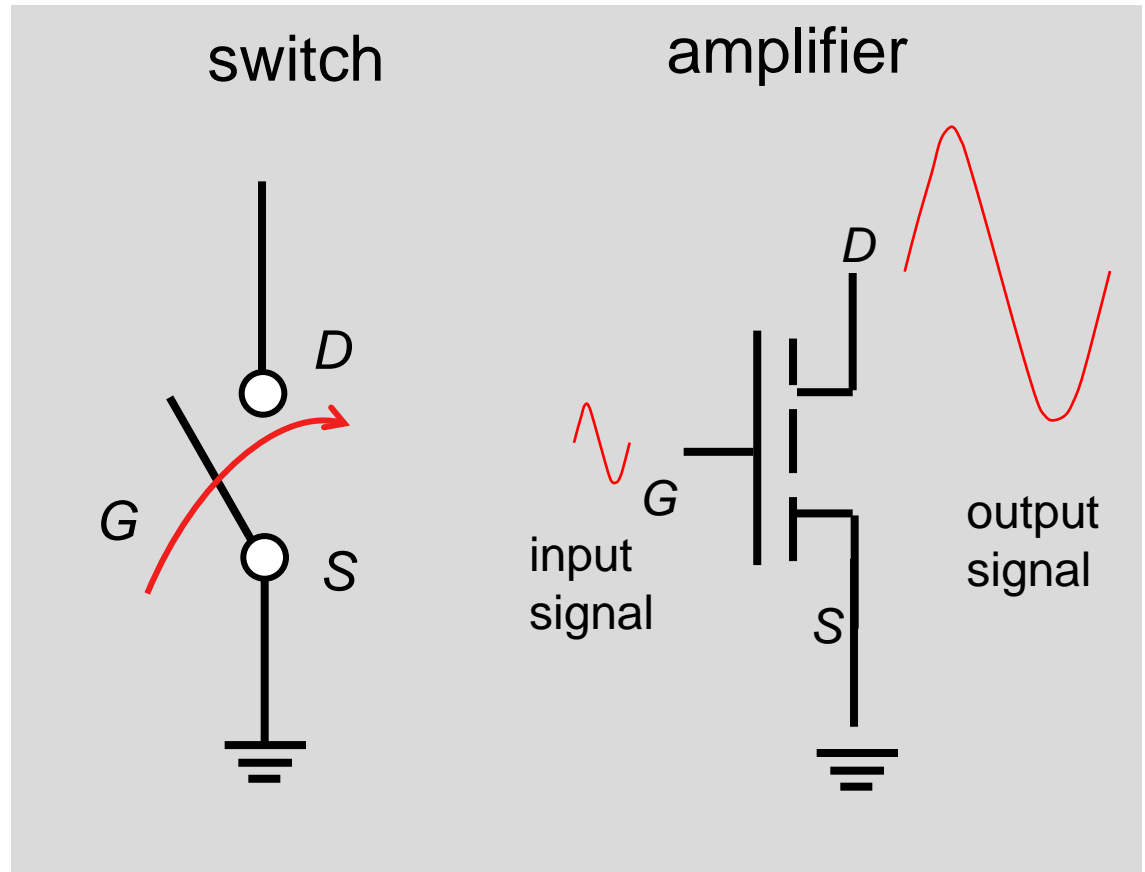 switch
D
G
S
amplifier
D
G
input
signal
S
output
signal